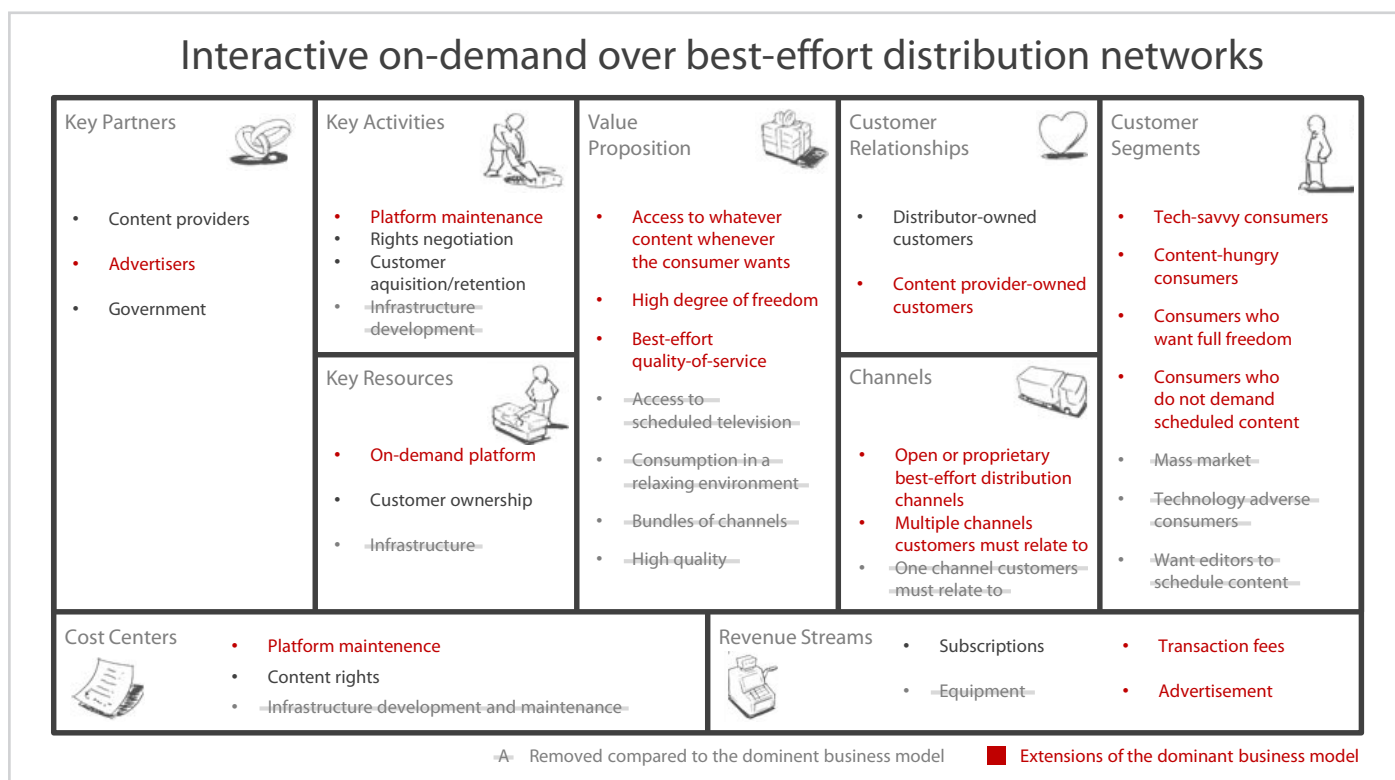 Interactive on-demand over best-effort distribution networks
Key Partners
• Content providers
• Advertisers
• Government
Key Activities
• Platform maintenance
• Rights negotiation
• Customer
aquisition/retention
• Infrastructure
development
Key Resources
• On-demand platform
• Customer ownership
• Infrastructure
Value
Proposition
• Access to whatever
content whenever
the consumer wants
• High degree of freedom
• Best-effort
quality-of-service
• Access to
scheduled television
• Consumption in a
relaxing environment
• Bundles of channels
• High quality
Customer
Relationships
• Distributor-owned
customers
• Content provider-owned
customers
Channels
• Open or proprietary
best-effort distribution
channels
• Multiple channels
customers must relate to
• One channel customers
must relate to
Customer
Segments
• Tech-savvy consumers
• Content-hungry
consumers
• Consumers who
want full freedom
• Consumers who
do not demand
scheduled content
• Mass market
• Technology adverse
consumers
• Want editors to
schedule content
Cost Centers
• Platform maintenence
• Content rights
• Infrastructure development and maintenance
Revenue Streams
• Subscriptions
• Equipment
• Transaction fees
• Advertisement
A Removed compared to the dominent business model
Extensions of the dominant business model